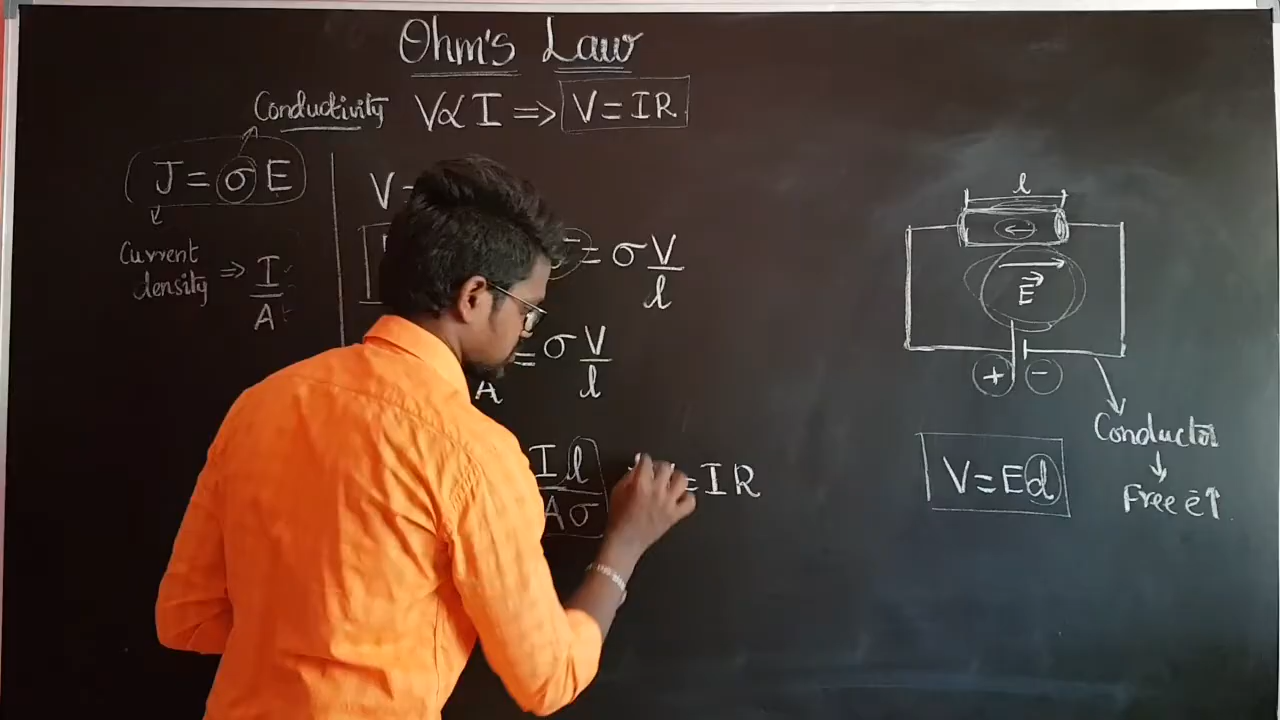 Ohm's Law
Conductivity V∝I ⇒ V=IR
J=σE
V=
Current
density ⇒ I/A
= σ V/l
A = σ V/l
Il/Aσ
=IR
l
←
→
E⃗
+ −
Conductor
↓
Free ē↑
V=Ed